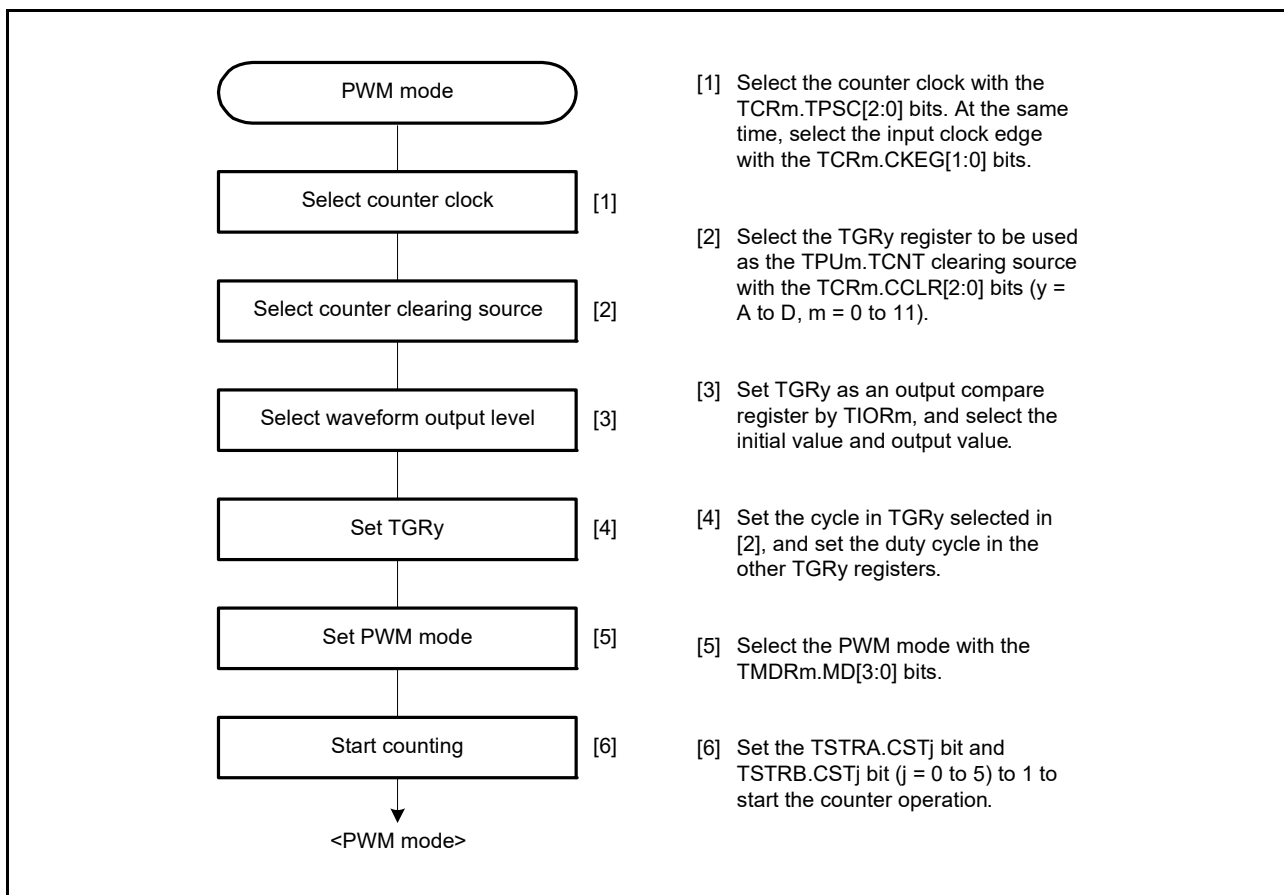 PWM mode
Select counter clock
[1]
Select counter clearing source
[2]
Select waveform output level
[3]
Set TGRy
[4]
Set PWM mode
[5]
Start counting
[6]
<PWM mode>
[1] Select the counter clock with the
TCRm.TPSC[2:0] bits. At the same
time, select the input clock edge
with the TCRm.CKEG[1:0] bits.
[2] Select the TGRy register to be used
as the TPUm.TCNT clearing source
with the TCRm.CCLR[2:0] bits (y =
A to D, m = 0 to 11).
[3] Set TGRy as an output compare
register by TIORm, and select the
initial value and output value.
[4] Set the cycle in TGRy selected in
[2], and set the duty cycle in the
other TGRy registers.
[5] Select the PWM mode with the
TMDRm.MD[3:0] bits.
[6] Set the TSTRA.CSTj bit and
TSTRB.CSTj bit (j = 0 to 5) to 1 to
start the counter operation.